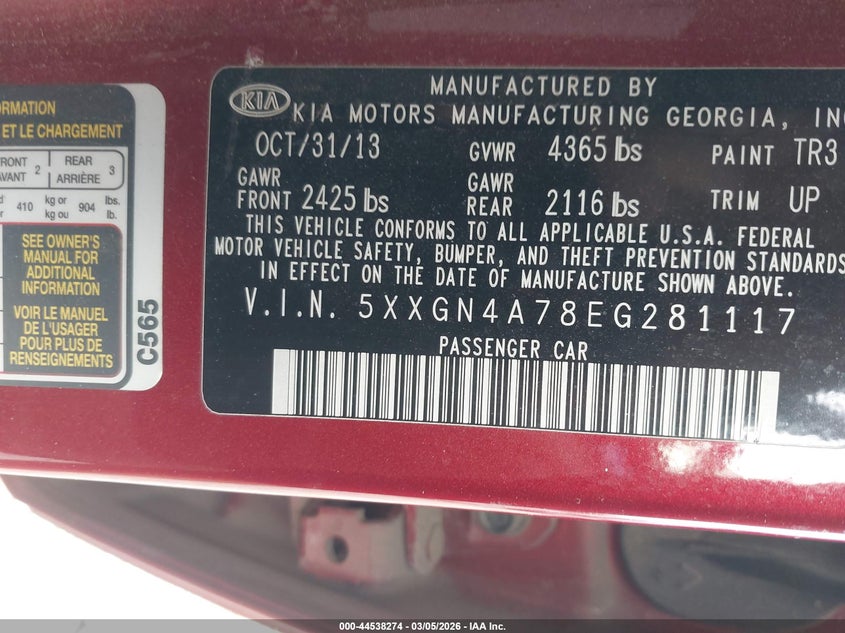 ORMATION
ET LE CHARGEMENT
FRONT 2 REAR 3
AVANT ARRIÈRE
410 kg or 904 lbs.
kg ou lb.
SEE OWNER'S
MANUAL FOR
ADDITIONAL
INFORMATION
VOIR LE MANUEL
DE L'USAGER
POUR PLUS DE
RENSEIGNEMENTS
C565
MANUFACTURED BY
KIA KIA MOTORS MANUFACTURING GEORGIA, INC
OCT/31/13 GVWR 4365 lbs PAINT TR3
GAWR FRONT 2425 lbs GAWR REAR 2116 lbs TRIM UP
THIS VEHICLE CONFORMS TO ALL APPLICABLE U.S.A. FEDERAL
MOTOR VEHICLE SAFETY, BUMPER, AND THEFT PREVENTION STANDARDS
IN EFFECT ON THE DATE OF MANUFACTURE SHOWN ABOVE.
V.I.N. 5XXGN4A78EG281117
PASSENGER CAR
000-44538274 — 03/05/2026 — IAA Inc.